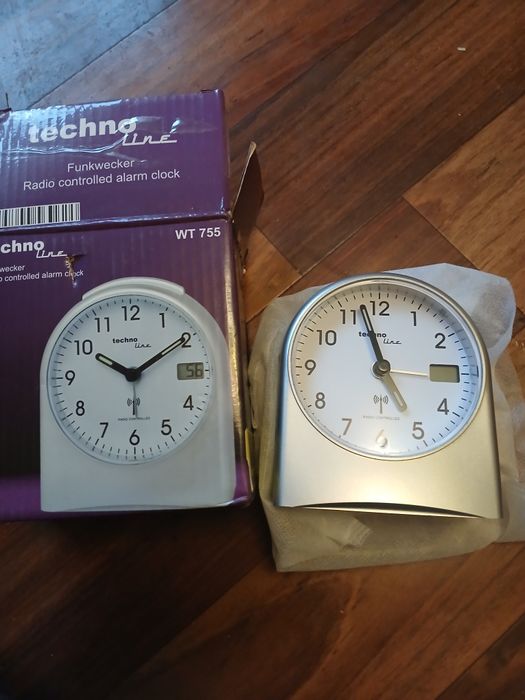 techno
line
Funkwecker
Radio controlled alarm clock
chno
line
WT 755
wecker
o controlled alarm clock
12
1
2
3
4
5
6
7
8
9
10
11
techno
line
56
RADIO CONTROLLED
12
1
2
4
5
6
7
8
9
10
11
techno
line
RADIO CONTROLLED